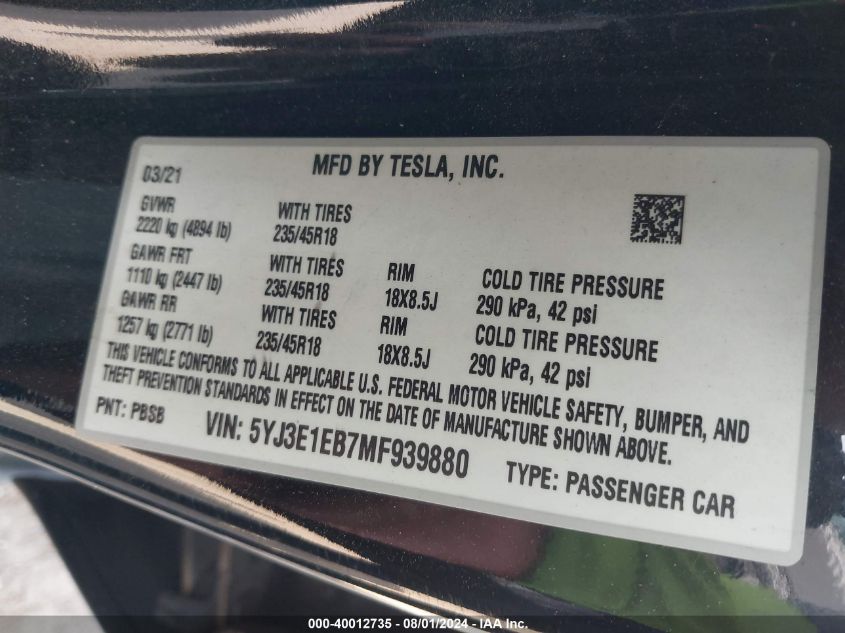 03/21 MFD BY TESLA, INC.
GVWR
2220 kg (4894 lb) WITH TIRES
235/45R18
GAWR FRT
1110 kg (2447 lb) WITH TIRES
235/45R18 RIM
18X8.5J COLD TIRE PRESSURE
290 kPa, 42 psi
GAWR RR
1257 kg (2771 lb) WITH TIRES
235/45R18 RIM
18X8.5J COLD TIRE PRESSURE
290 kPa, 42 psi
THIS VEHICLE CONFORMS TO ALL APPLICABLE U.S. FEDERAL MOTOR VEHICLE SAFETY, BUMPER, AND
THEFT PREVENTION STANDARDS IN EFFECT ON THE DATE OF MANUFACTURE SHOWN ABOVE.
PNT: PBSB VIN: 5YJ3E1EB7MF939880 TYPE: PASSENGER CAR
000-40012735 - 08/01/2024 - IAA Inc.